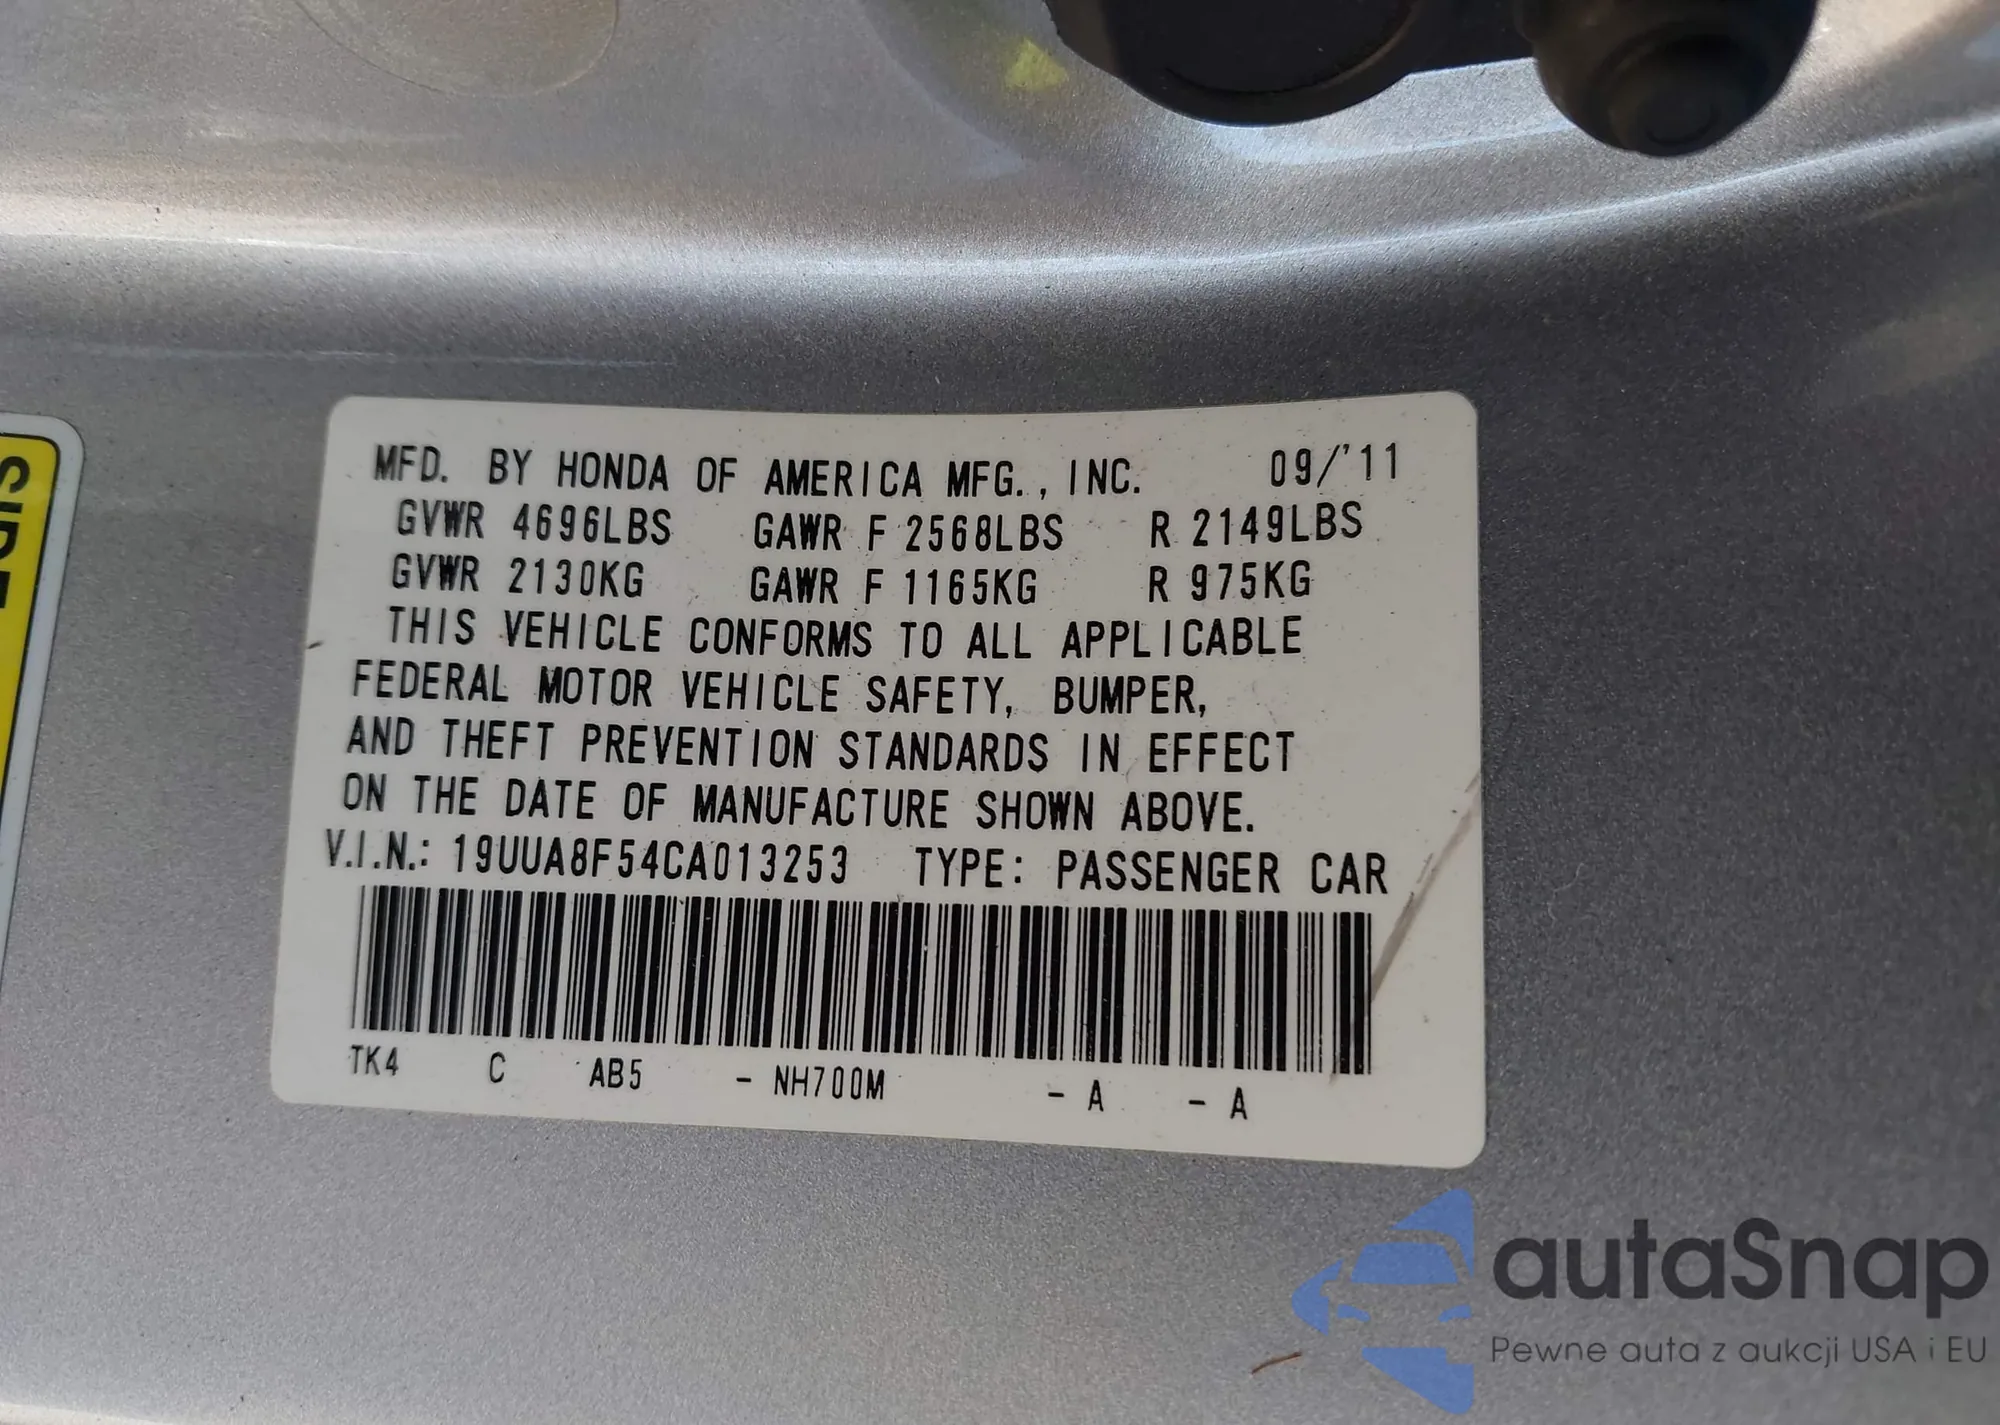 SIDE
MFD. BY HONDA OF AMERICA MFG., INC. 09/'11
GVWR 4696LBS GAWR F 2568LBS R 2149LBS
GVWR 2130KG GAWR F 1165KG R 975KG
THIS VEHICLE CONFORMS TO ALL APPLICABLE
FEDERAL MOTOR VEHICLE SAFETY, BUMPER,
AND THEFT PREVENTION STANDARDS IN EFFECT
ON THE DATE OF MANUFACTURE SHOWN ABOVE.
V.I.N.: 19UUA8F54CA013253 TYPE: PASSENGER CAR
TK4 C AB5 - NH700M - A - A
autaSnap
Pewne auta z aukcji USA i EU